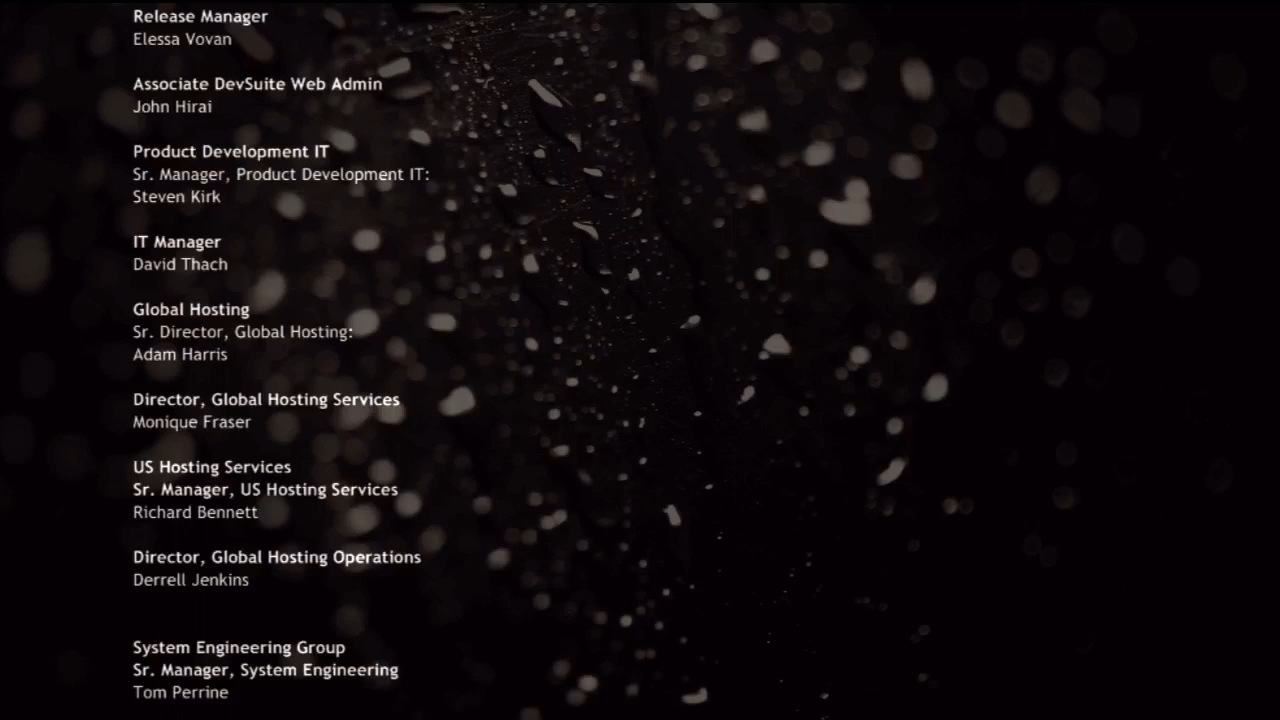 Release Manager
Elessa Vovan
Associate DevSuite Web Admin
John Hirai
Product Development IT
Sr. Manager, Product Development IT:
Steven Kirk
IT Manager
David Thach
Global Hosting
Sr. Director, Global Hosting:
Adam Harris
Director, Global Hosting Services
Monique Fraser
US Hosting Services
Sr. Manager, US Hosting Services
Richard Bennett
Director, Global Hosting Operations
Derrell Jenkins
System Engineering Group
Sr. Manager, System Engineering
Tom Perrine